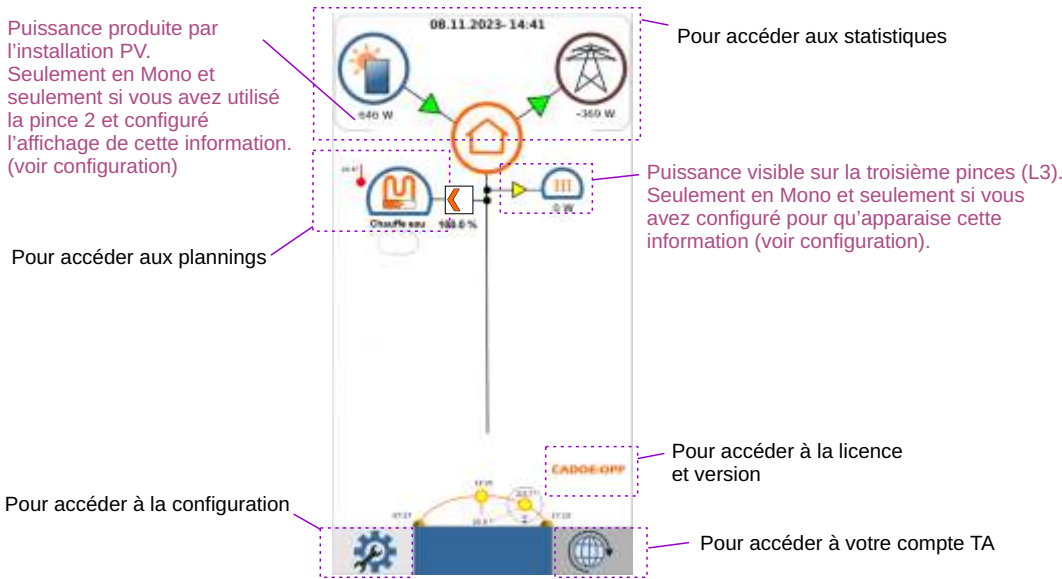 Puissance produite par
l'installation PV.
Seulement en Mono et
seulement si vous avez utilisé
la pince 2 et configuré
l'affichage de cette information.
(voir configuration)
08.11.2023- 14:41
Pour accéder aux statistiques
646 W
-369 W
Puissance visible sur la troisième pinces (L3).
Seulement en Mono et seulement si vous
avez configuré pour qu'apparaise cette
information (voir configuration).
0 W
Chauffe eau
100.0 %
Pour accéder aux plannings
Pour accéder à la licence
et version
CADOE-OPP
Pour accéder à la configuration
Pour accéder à votre compte TA